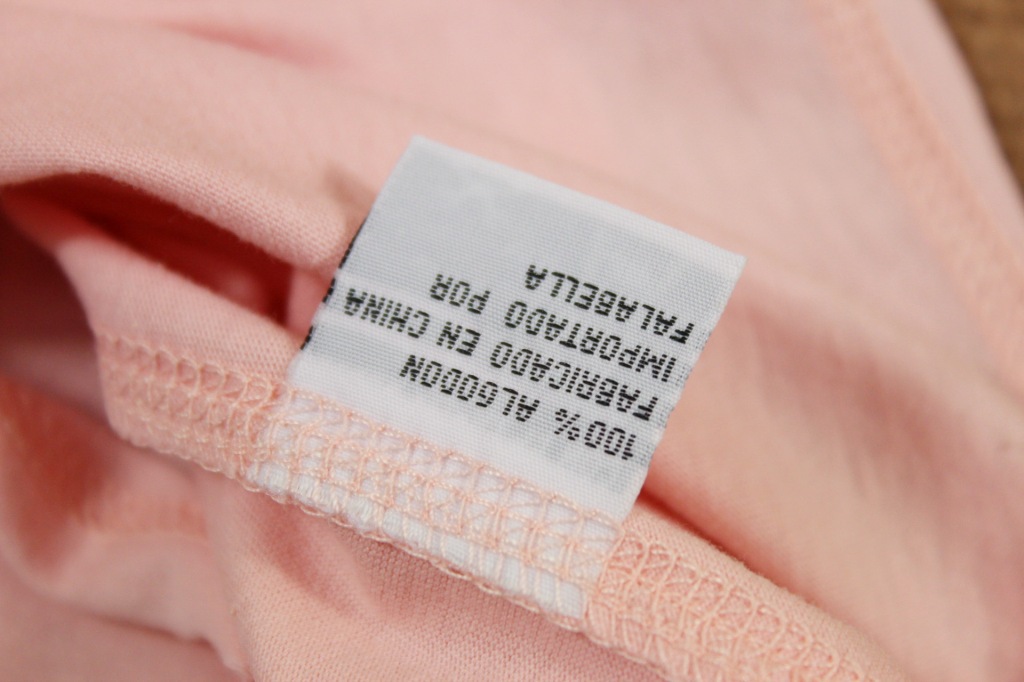 100% ALGODON
FABRICADO EN CHINA
IMPORTADO POR
FALABELLA